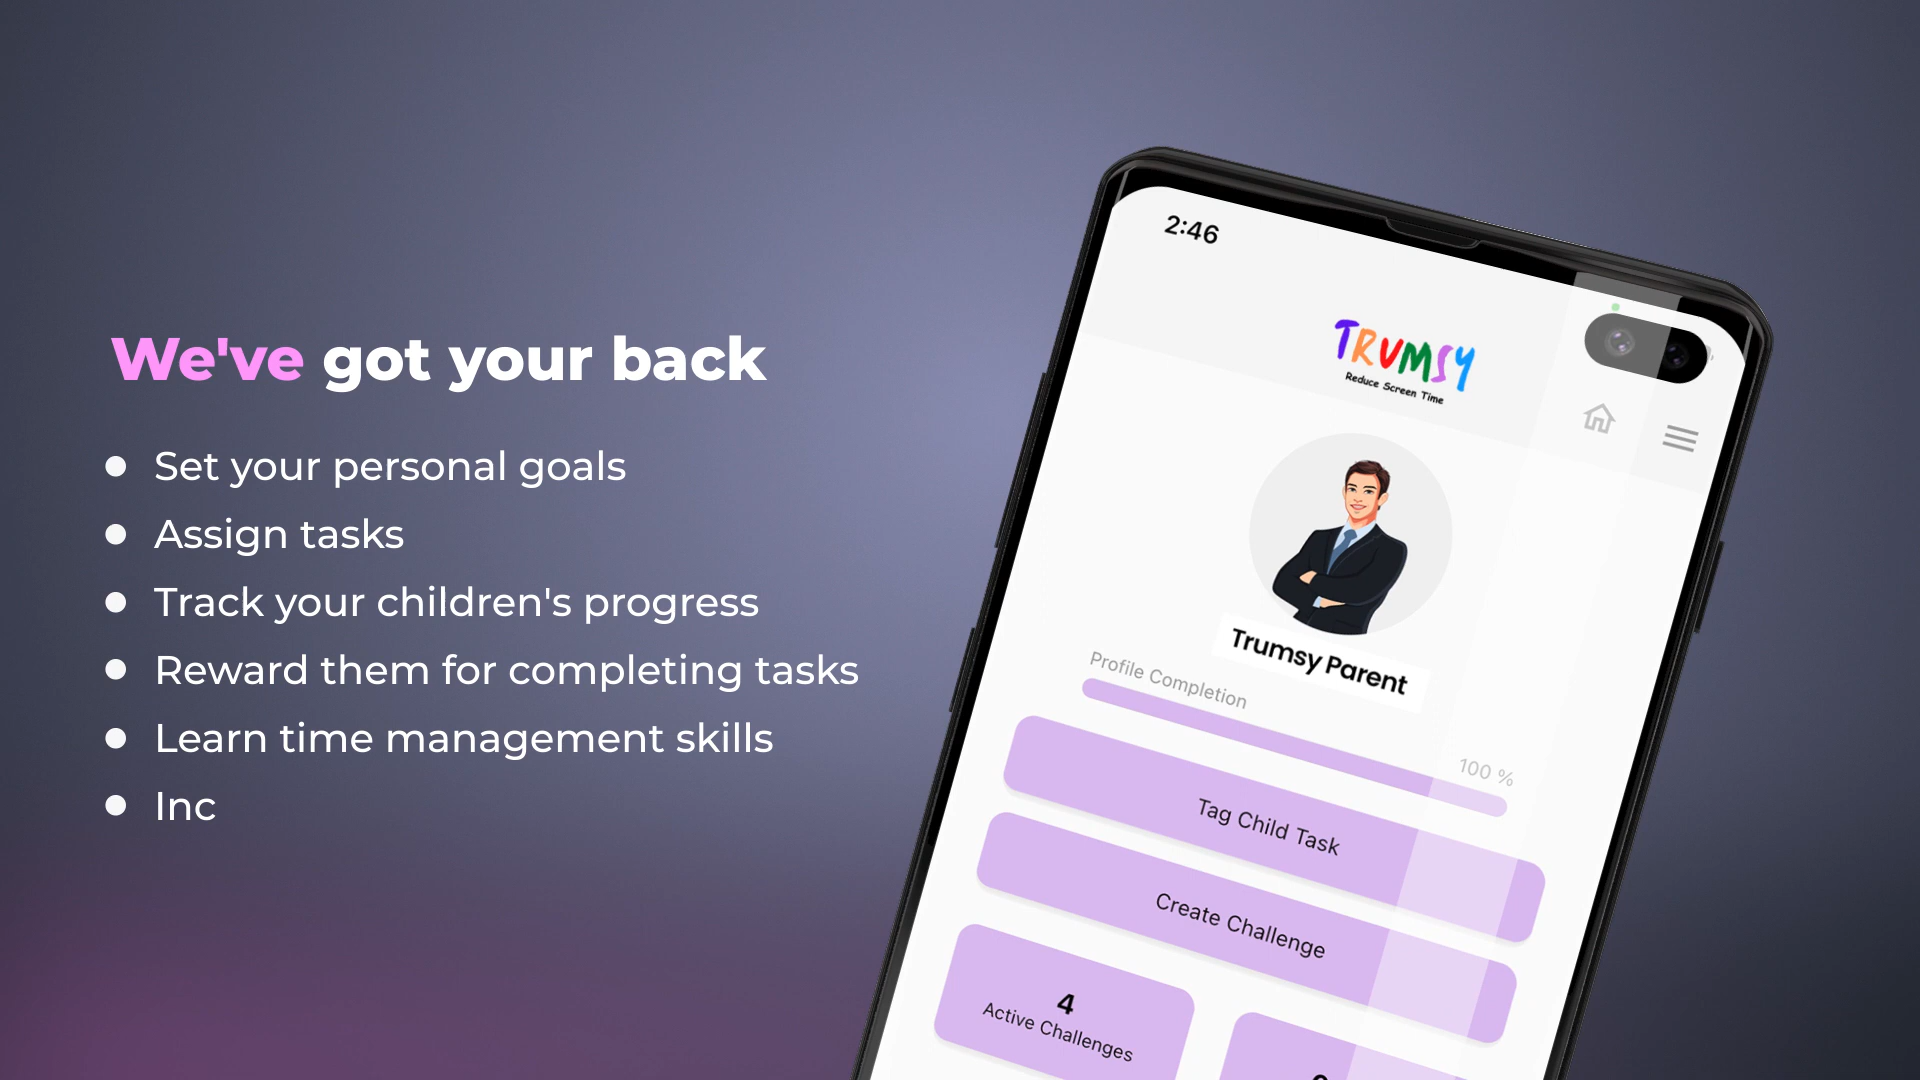 We've got your back
Set your personal goals
Assign tasks
Track your children's progress
Reward them for completing tasks
Learn time management skills
Inc
2:46
TRUMSY
Reduce Screen Time
Trumsy Parent
Profile Completion
100 %
Tag Child Task
Create Challenge
4
Active Challenges